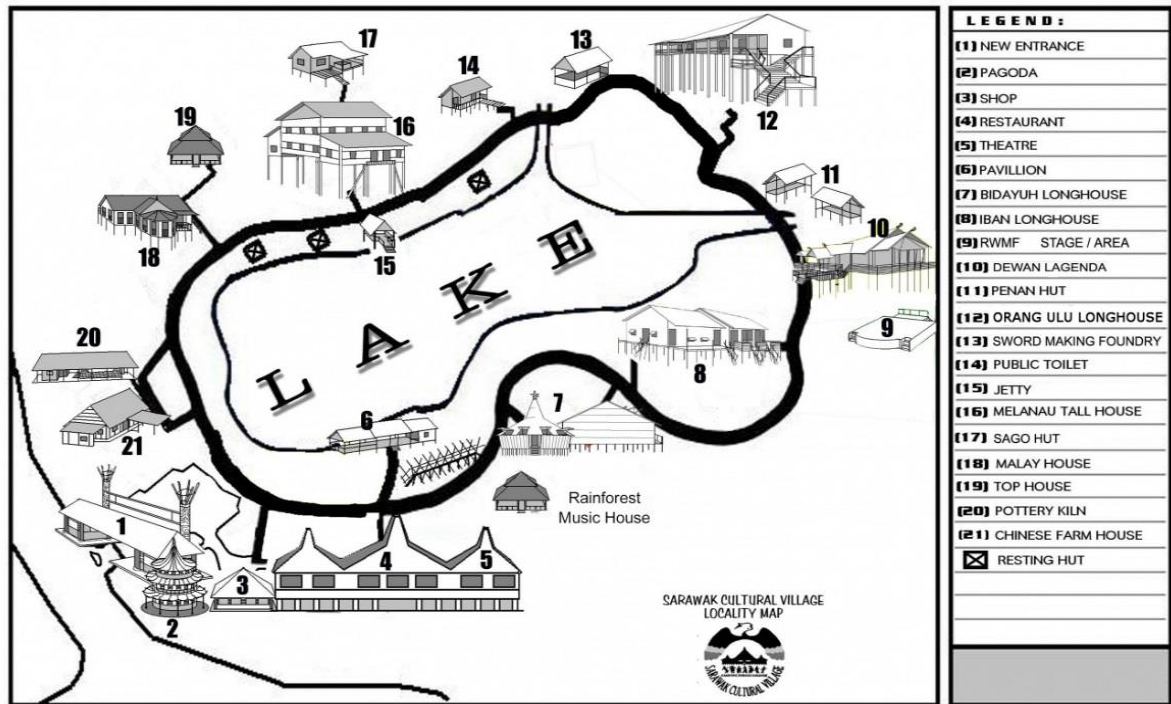 17
13
14
12
19
16
11
10
18
15
LAKE
9
20
8
7
6
21
Rainforest
Music House
1
4
5
3
2
SARAWAK CULTURAL VILLAGE
LOCALITY MAP
SARAWAK CULTURAL VILLAGE
LEGEND:
(1) NEW ENTRANCE
(2) PAGODA
(3) SHOP
(4) RESTAURANT
(5) THEATRE
(6) PAVILLION
(7) BIDAYUH LONGHOUSE
(8) IBAN LONGHOUSE
(9) RWMF STAGE / AREA
(10) DEWAN LAGENDA
(11) PENAN HUT
(12) ORANG ULU LONGHOUSE
(13) SWORD MAKING FOUNDRY
(14) PUBLIC TOILET
(15) JETTY
(16) MELANAU TALL HOUSE
(17) SAGO HUT
(18) MALAY HOUSE
(19) TOP HOUSE
(20) POTTERY KILN
(21) CHINESE FARM HOUSE
RESTING HUT